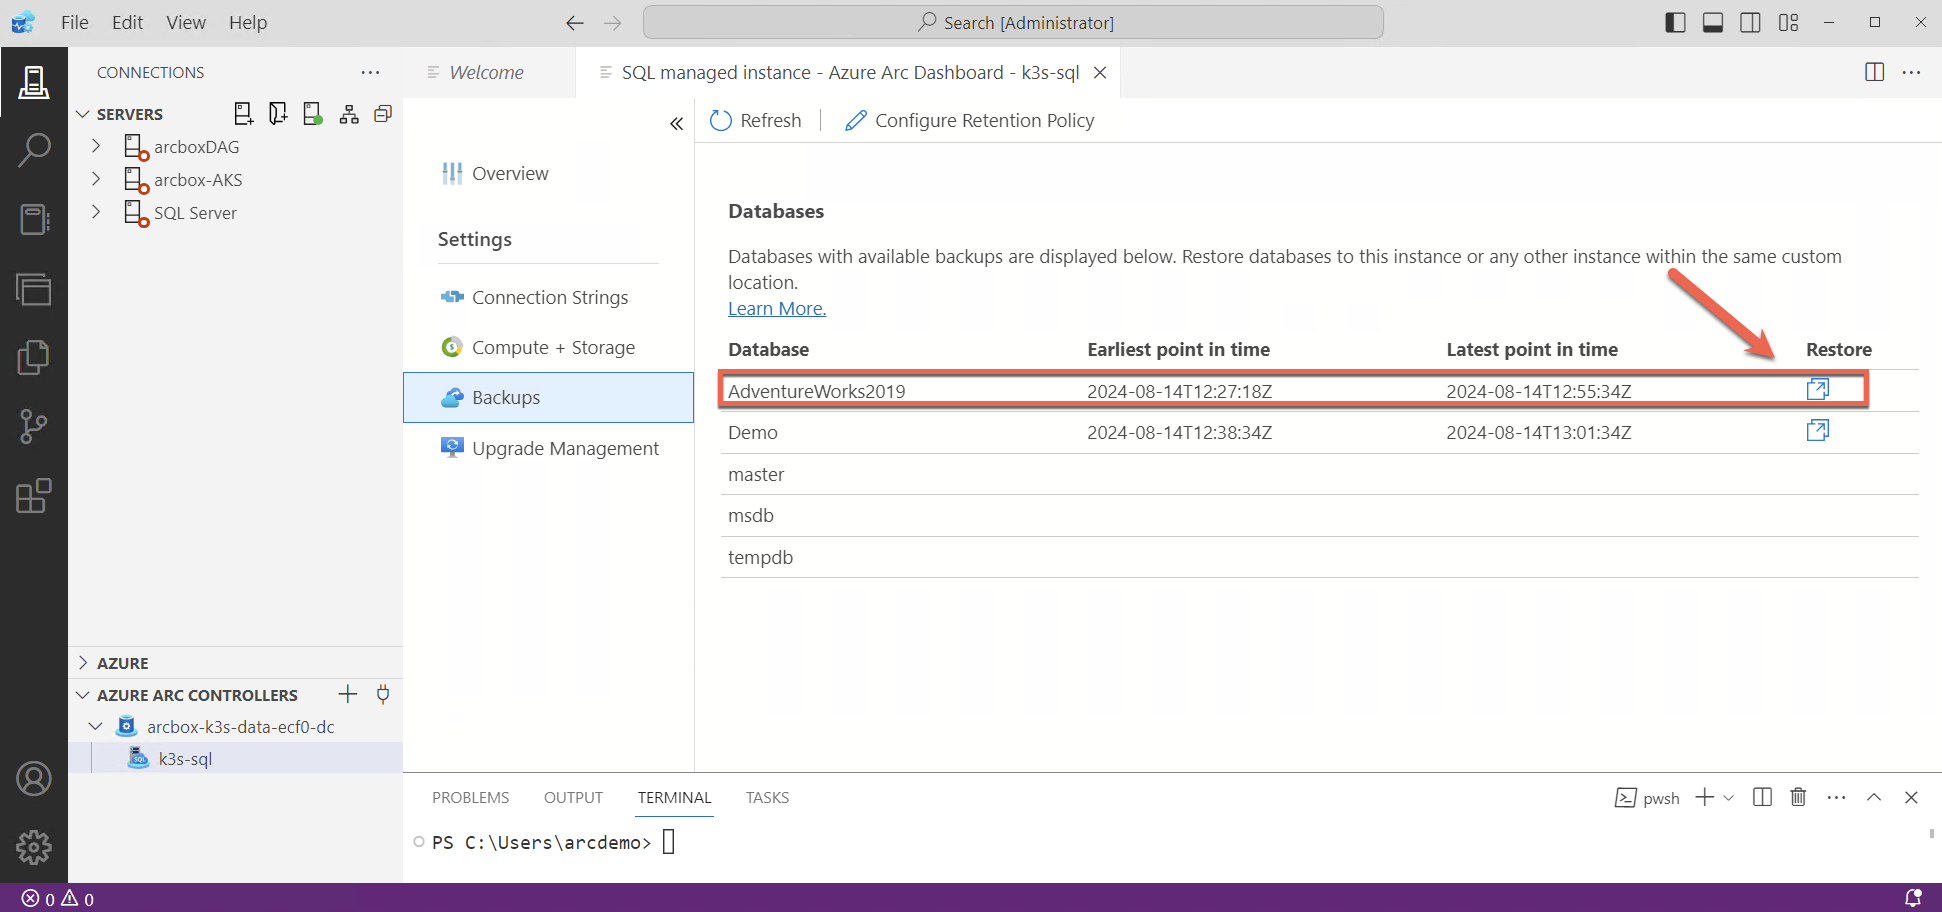 File Edit View Help
Search [Administrator]
CONNECTIONS
SERVERS
arcboxDAG
arcbox-AKS
SQL Server
AZURE
AZURE ARC CONTROLLERS
arcbox-k3s-data-ecf0-dc
SQL
k3s-sql
Welcome
SQL managed instance - Azure Arc Dashboard - k3s-sql
Overview
Settings
Connection Strings
$
Compute + Storage
Backups
Upgrade Management
Refresh
Configure Retention Policy
Databases
Databases with available backups are displayed below. Restore databases to this instance or any other instance within the same custom
location.
Learn More.
Database Earliest point in time Latest point in time Restore
AdventureWorks2019 2024-08-14T12:27:18Z 2024-08-14T12:55:34Z
Demo 2024-08-14T12:38:34Z 2024-08-14T13:01:34Z
master
msdb
tempdb
PROBLEMS OUTPUT TERMINAL TASKS
pwsh
PS C:\Users\arcdemo>
0 0